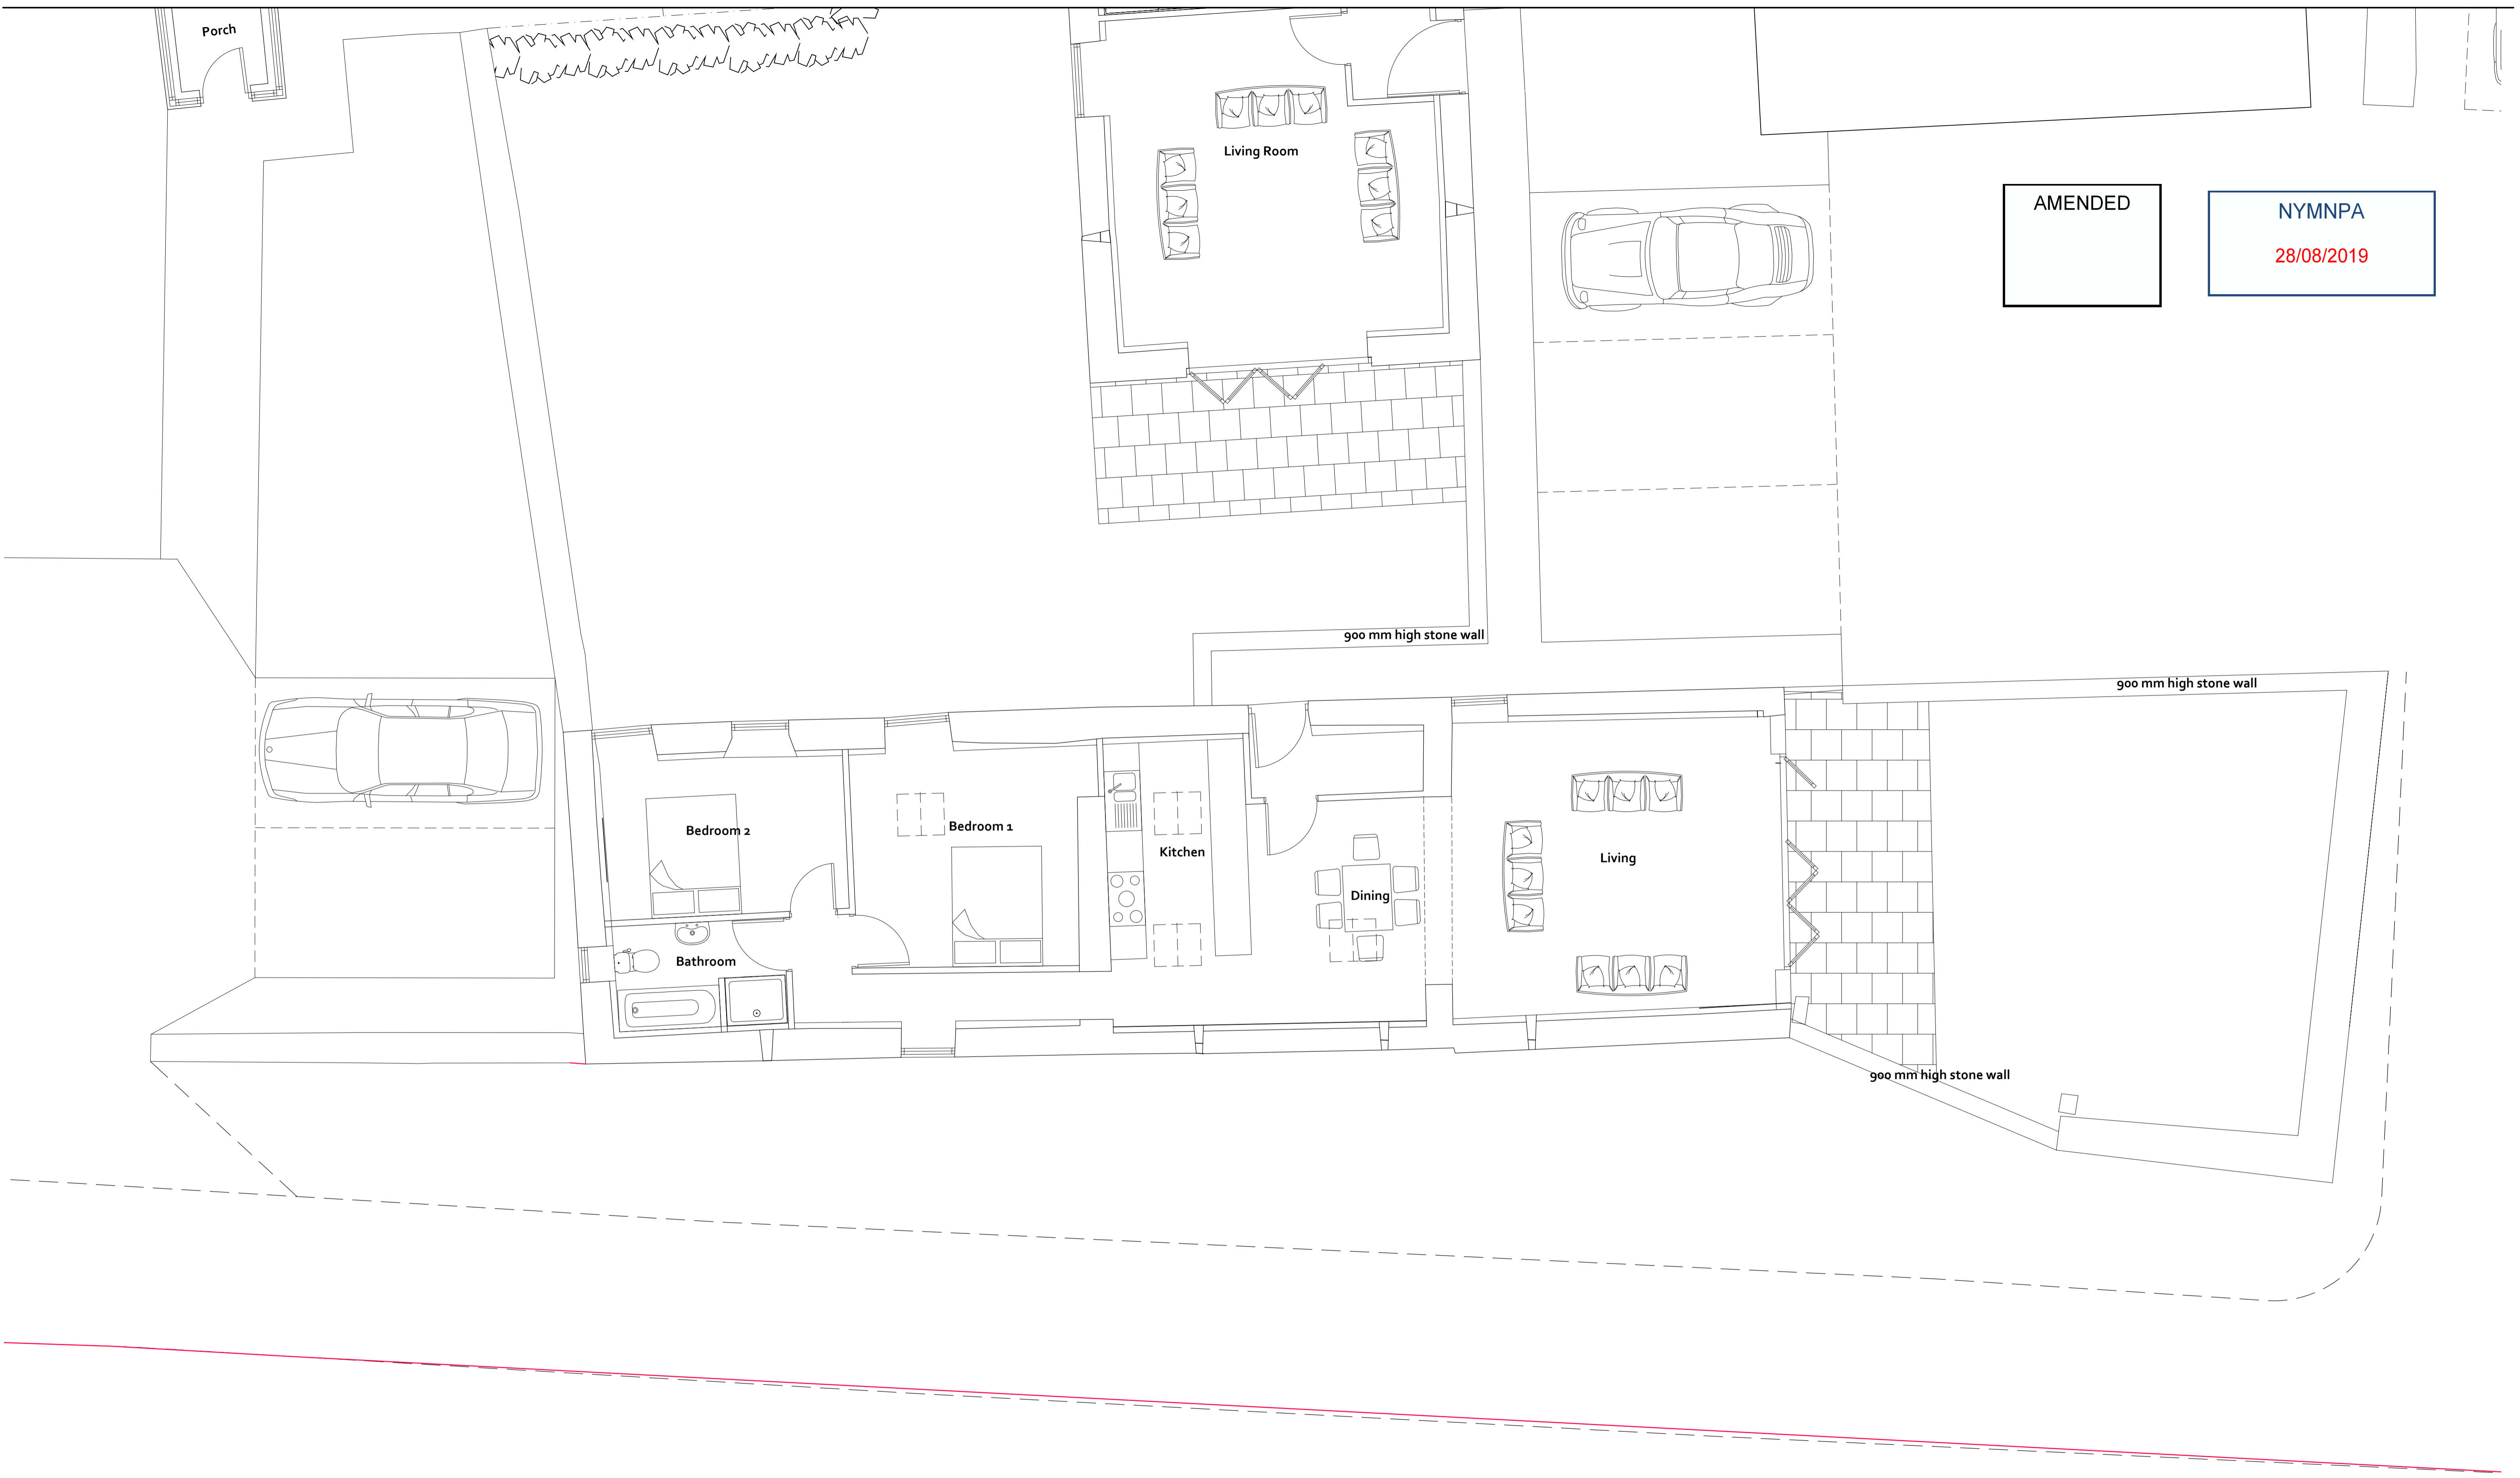 Porch
Living Room
AMENDED
NYMNPA
28/08/2019
900 mm high stone wall
900 mm high stone wall
Bedroom 2
Bedroom 1
Kitchen
Living
Dining
Bathroom
900 mm high stone wall